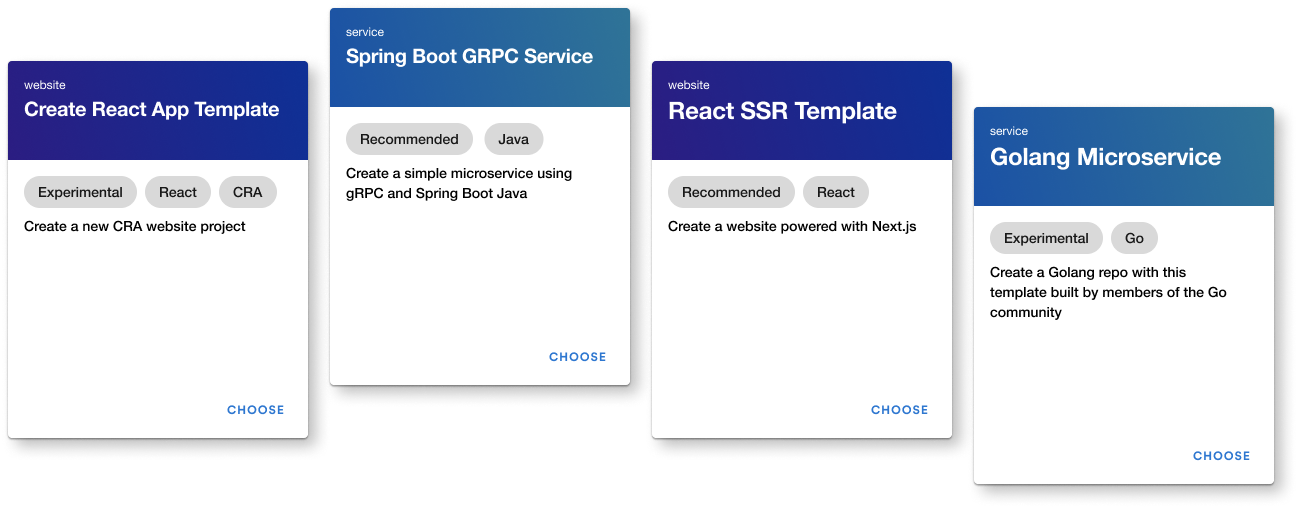 website
Create React App Template
Experimental React CRA
Create a new CRA website project
CHOOSE
service
Spring Boot GRPC Service
Recommended Java
Create a simple microservice using
gRPC and Spring Boot Java
CHOOSE
website
React SSR Template
Recommended React
Create a website powered with Next.js
CHOOSE
service
Golang Microservice
Experimental Go
Create a Golang repo with this
template built by members of the Go
community
CHOOSE